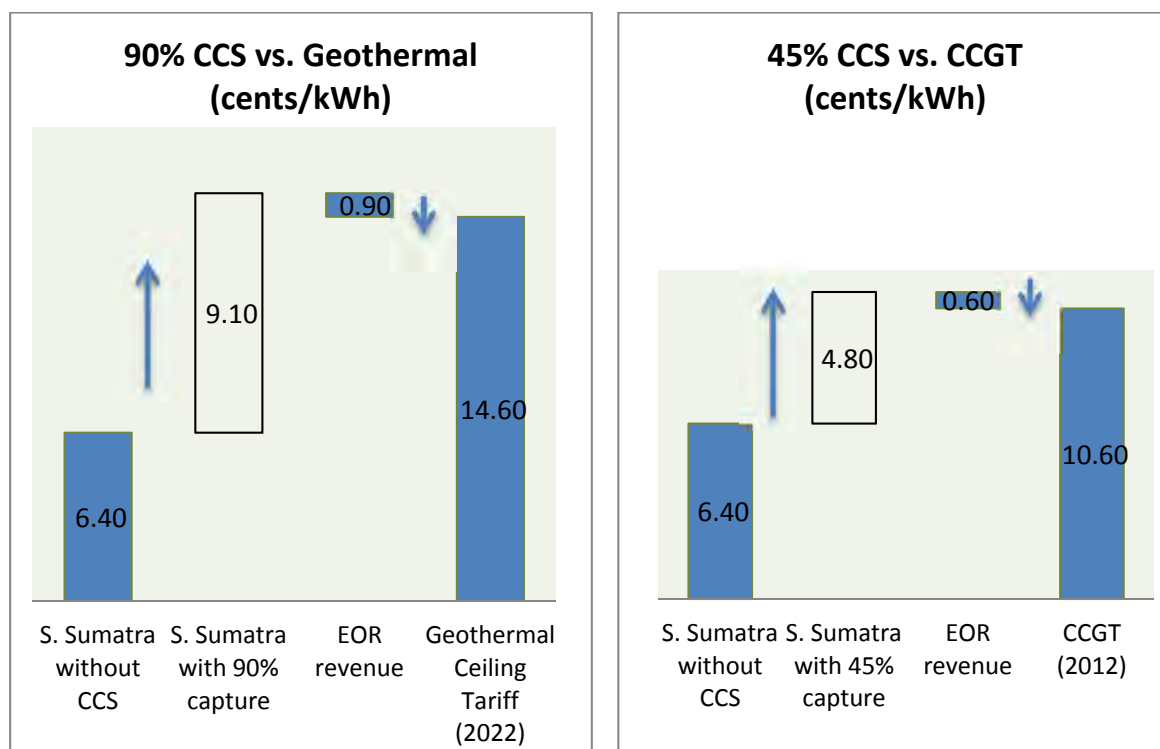 90% CCS vs. Geothermal
(cents/kWh)
0.90
9.10
14.60
6.40
S. Sumatra
without
CCS
S. Sumatra
with 90%
capture
EOR
revenue
Geothermal
Ceiling
Tariff
(2022)
45% CCS vs. CCGT
(cents/kWh)
0.60
4.80
10.60
6.40
S. Sumatra
without
CCS
S. Sumatra
with 45%
capture
EOR
revenue
CCGT
(2012)